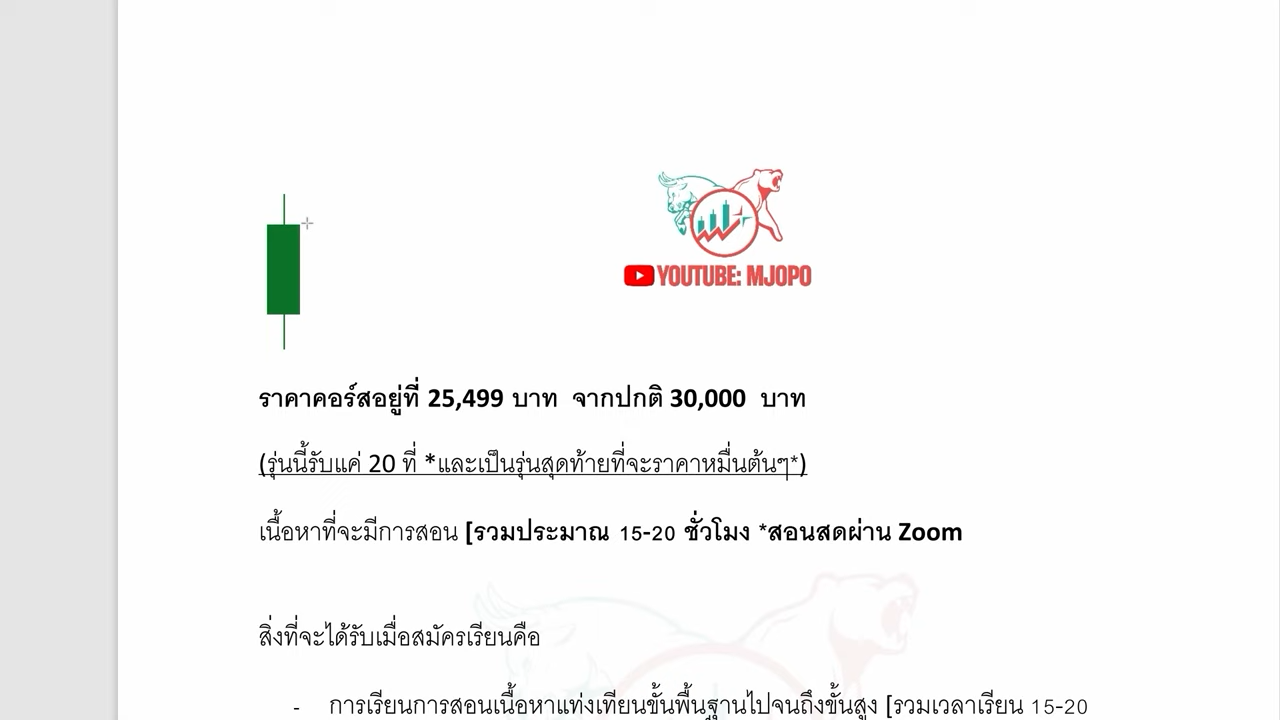 YOUTUBE: MJOPO
ราคาคอร์สอยู่ที่ 25,499 บาท จากปกติ 30,000 บาท
(รุ่นนี้รับแค่ 20 ที่ *และเป็นรุ่นสุดท้ายที่จะราคาหมื่นต้นๆ*)
เนื้อหาที่จะมีการสอน [รวมประมาณ 15-20 ชั่วโมง *สอนสดผ่าน Zoom
สิ่งที่จะได้รับเมื่อสมัครเรียนคือ
- การเรียนการสอนเนื้อหาแท่งเทียนขั้นพื้นฐานไปจนถึงขั้นสูง [รวมเวลาเรียน 15-20